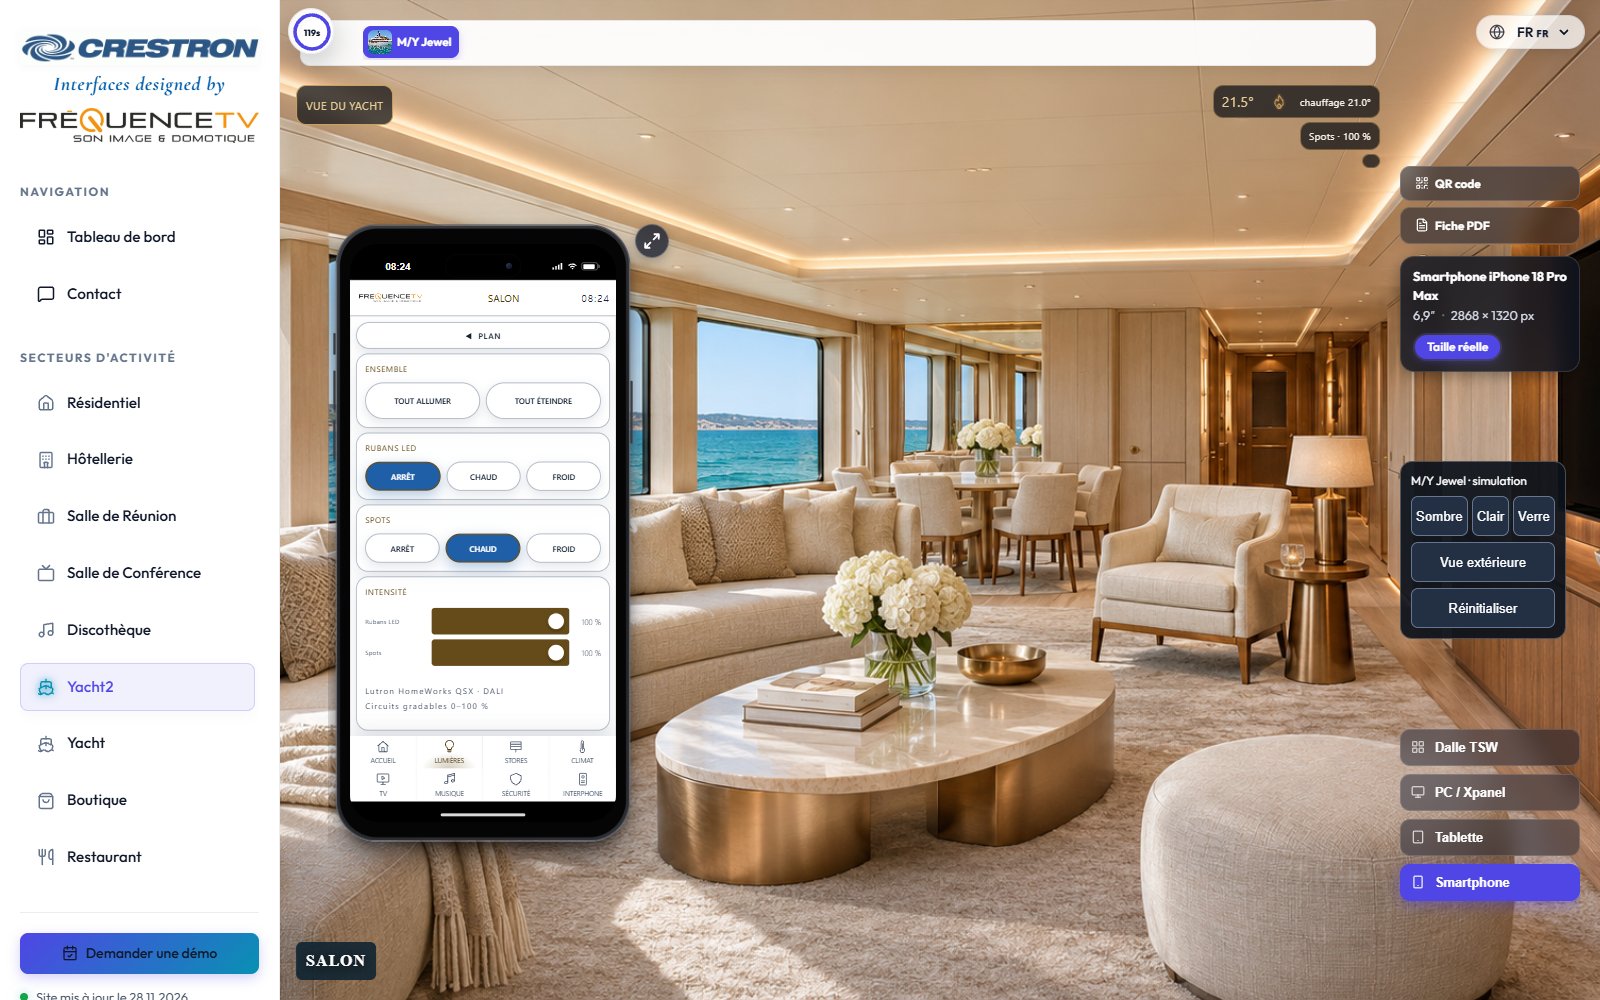 CRESTRON
Interfaces designed by
FRÉQUENCETV
SON IMAGE & DOMOTIQUE
NAVIGATION
Tableau de bord
Contact
SECTEURS D'ACTIVITÉ
Résidentiel
Hôtellerie
Salle de Réunion
Salle de Conférence
Discothèque
Yacht2
Yacht
Boutique
Restaurant
Demander une démo
Site mis à jour le 28.11.2026
119s
M/Y Jewel
FR FR
VUE DU YACHT
21.5° chauffage 21.0°
Spots · 100 %
08:24
FREQUENCETV SALON 08:24
◄ PLAN
ENSEMBLE
TOUT ALLUMER TOUT ÉTEINDRE
RUBANS LED
ARRÊT CHAUD FROID
SPOTS
ARRÊT CHAUD FROID
INTENSITÉ
Rubans LED 100 %
Spots 100 %
Lutron HomeWorks QSX · DALI
Circuits gradables 0–100 %
ACCUEIL LUMIÈRES STORES CLIMAT
TV MUSIQUE SÉCURITÉ INTERPHONE
SALON
QR code
Fiche PDF
Smartphone iPhone 18 Pro
Max
6,9" · 2868 × 1320 px
Taille réelle
M/Y Jewel · simulation
Sombre Clair Verre
Vue extérieure
Réinitialiser
Dalle TSW
PC / Xpanel
Tablette
Smartphone